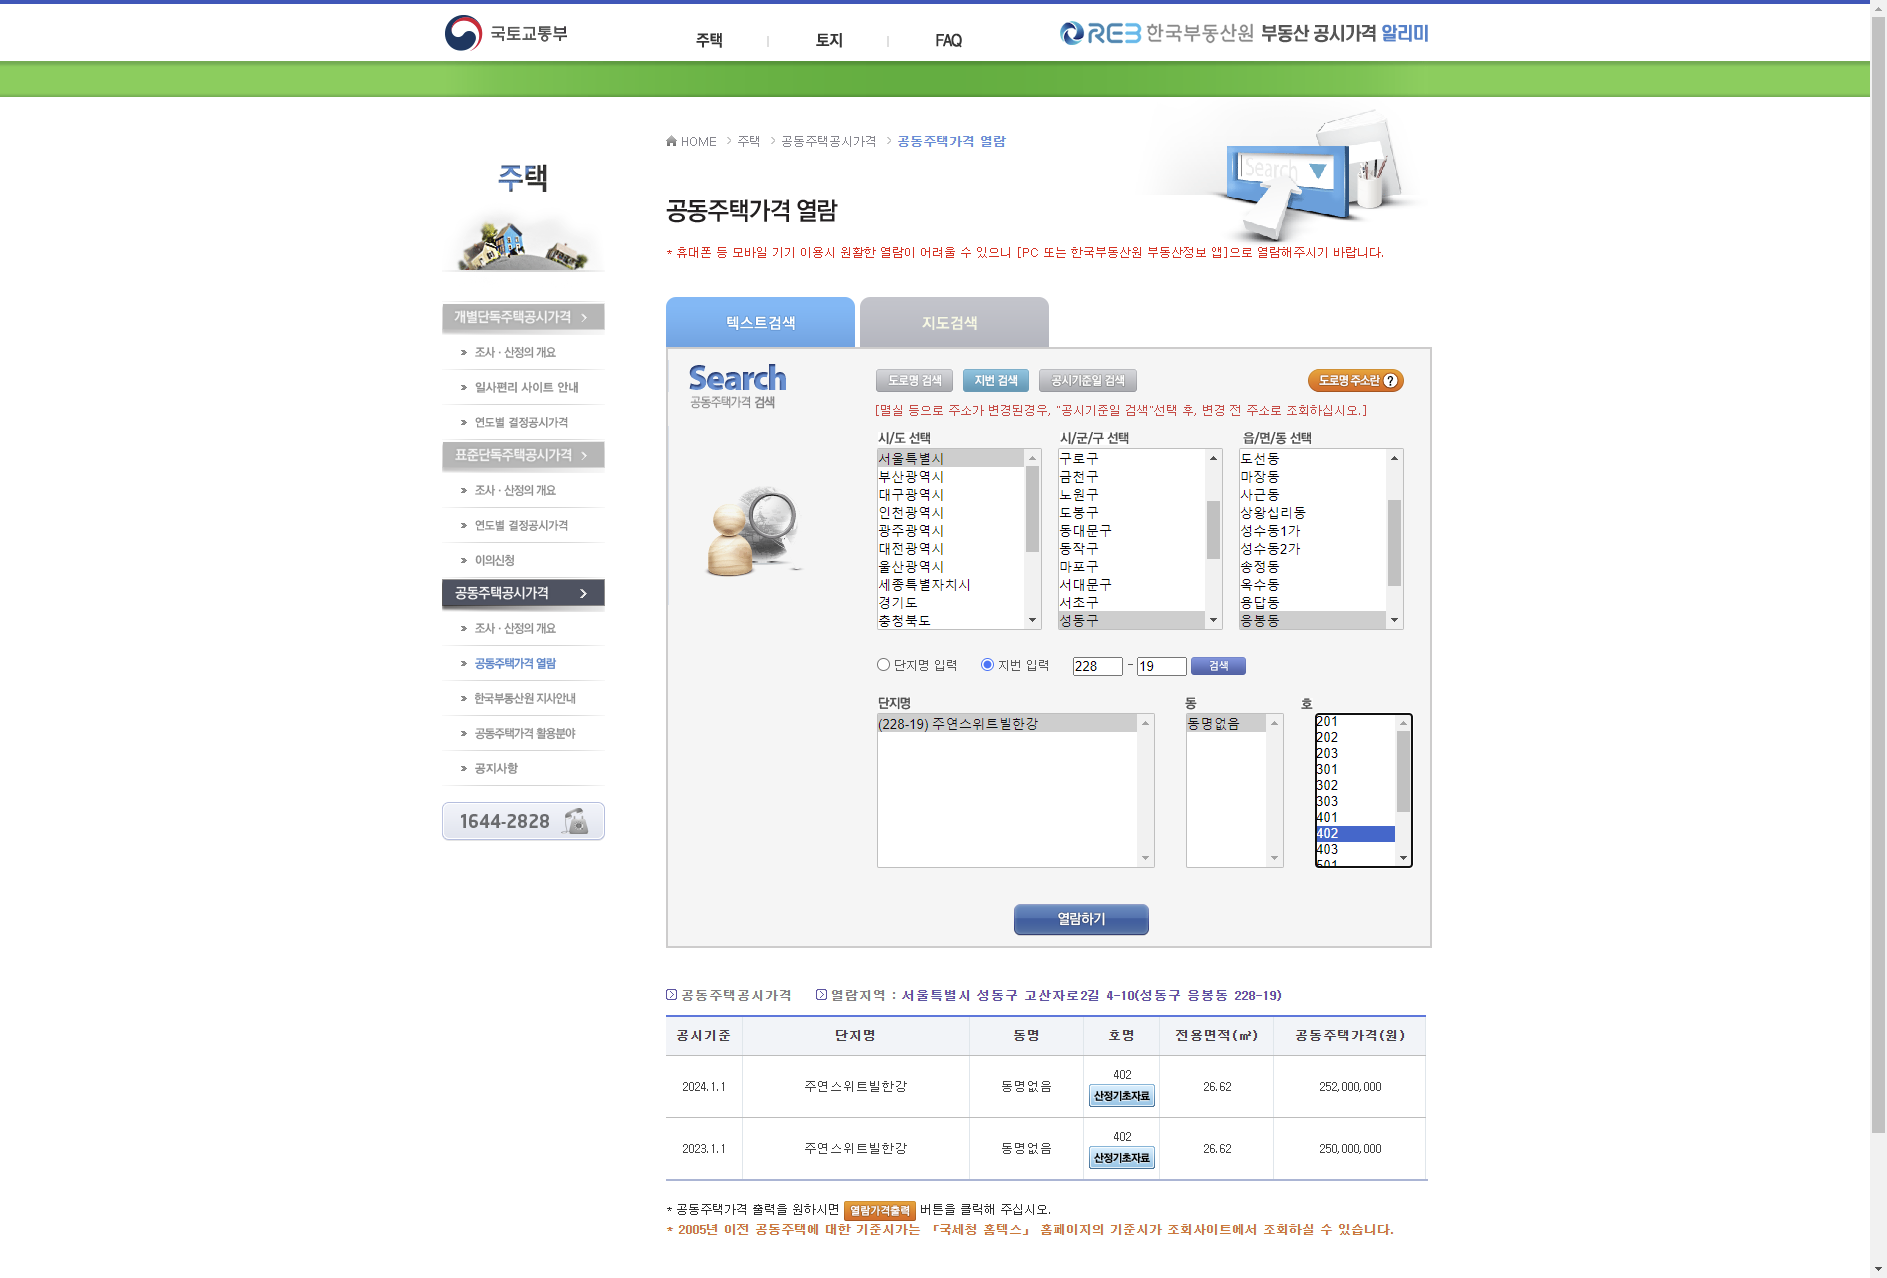 국토교통부
주택
토지
FAQ
REB 한국부동산원 부동산 공시가격 알리미
HOME 주택 공동주택공시가격 공동주택가격 열람
주택
Search
공동주택가격 열람
* 휴대폰 등 모바일 기기 이용시 원활한 열람이 어려울 수 있으니 [PC 또는 한국부동산원 부동산정보 앱]으로 열람해주시기 바랍니다.
개별단독주택공시가격
조사 · 산정의 개요
일사편리 사이트 안내
연도별 결정공시가격
표준단독주택공시가격
조사 · 산정의 개요
연도별 결정공시가격
이의신청
공동주택공시가격
조사 · 산정의 개요
공동주택가격 열람
한국부동산원 지사안내
공동주택가격 활용분야
공지사항
1644-2828
텍스트검색
지도검색
Search
공동주택가격 검색
도로명 검색
지번 검색
공시기준일 검색
도로명 주소란 ?
[멸실 등으로 주소가 변경된경우, "공시기준일 검색"선택 후, 변경 전 주소로 조회하십시오.]
시/도 선택
서울특별시
부산광역시
대구광역시
인천광역시
광주광역시
대전광역시
울산광역시
세종특별자치시
경기도
충청북도
시/군/구 선택
구로구
금천구
노원구
도봉구
동대문구
동작구
마포구
서대문구
서초구
성동구
읍/면/동 선택
도선동
마장동
사근동
상왕십리동
성수동1가
성수동2가
송정동
옥수동
용답동
응봉동
단지명 입력 지번 입력 228 - 19 검색
단지명
(228-19) 주연스위트빌한강
동
동명없음
호
201
202
203
301
302
303
401
402
403
501
열람하기
공동주택공시가격 열람지역 : 서울특별시 성동구 고산자로2길 4-10(성동구 응봉동 228-19)
공시기준 단지명 동명 호명 전용면적(㎡) 공동주택가격(원)
2024.1.1 주연스위트빌한강 동명없음 402 산정기초자료 26.62 252,000,000
2023.1.1 주연스위트빌한강 동명없음 402 산정기초자료 26.62 250,000,000
* 공동주택가격 출력을 원하시면 열람가격출력 버튼을 클릭해 주십시오.
* 2005년 이전 공동주택에 대한 기준시가는 「국세청 홈텍스」 홈페이지의 기준시가 조회사이트에서 조회하실 수 있습니다.